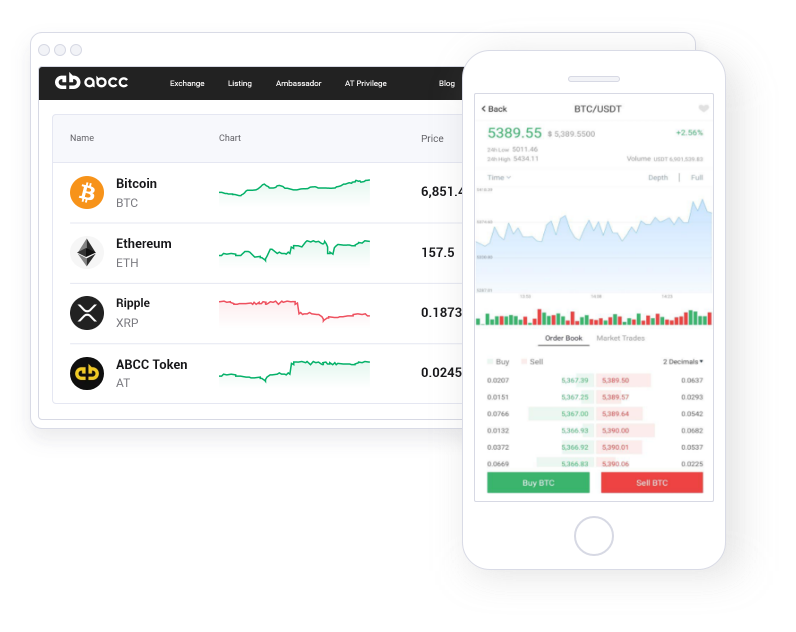 abcc Exchange Listing Ambassador AT Privilege Blog
Name Chart Price
Bitcoin
BTC
6,851.4
Ethereum
ETH
157.5
Ripple
XRP
0.1873
ABCC Token
AT
0.0245
Back BTC/USDT
5389.55 $ 5,389.5500 +2.56%
24h Low 5011.46
24h High 5434.11 Volume USDT 6,901,539.83
Time Depth | Full
Order Book Market Trades
Buy Sell 2 Decimals
0.0207 5,367.39 5,389.50 0.0637
0.0151 5,367.25 5,389.57 0.0293
0.0766 5,367.00 5,389.64 0.0542
0.0132 5,366.93 5,390.00 0.0682
0.0372 5,366.92 5,390.01 0.0537
0.0669 5,366.83 5,390.06 0.0225
Buy BTC Sell BTC